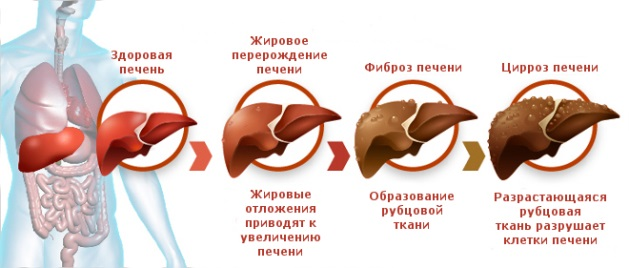 Здоровая
печень
Жировое
перерождение
печени
Фиброз печени
Цирроз печени
Жировые
отложения
приводят к
увеличению
печени
Образование
рубцовой
ткани
Разрастающаяся
рубцовая
ткань разрушает
клетки печени